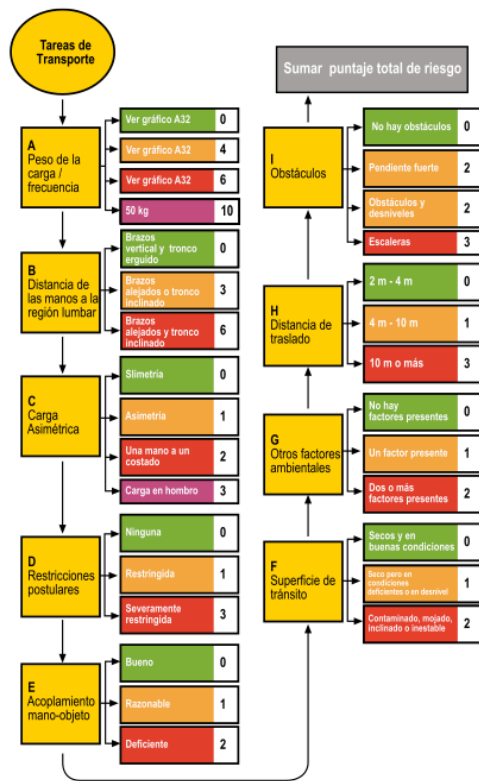 Tareas de
Transporte
A
Peso de la
carga /
frecuencia
Ver gráfico A32
0
Ver gráfico A32
4
Ver gráfico A32
6
50 kg
10
B
Distancia de
las manos a la
región lumbar
Brazos
vertical y tronco
erguido
0
Brazos
alejados o tronco
inclinado
3
Brazos
alejados y tronco
inclinado
6
C
Carga
Asimétrica
Slimetría
0
Asimetría
1
Una mano a un
costado
2
Carga en hombro
3
D
Restricciones
postulares
Ninguna
0
Restringida
1
Severamente
restringida
3
E
Acoplamiento
mano-objeto
Bueno
0
Razonable
1
Deficiente
2
F
Superficie de
tránsito
Secos y en
buenas condiciones
0
Seco pero en
condiciones
deficientes o en desnivel
1
Contaminado, mojado,
inclinado o inestable
2
G
Otros factores
ambientales
No hay
factores presentes
0
Un factor presente
1
Dos o más
factores presentes
2
H
Distancia de
traslado
2 m - 4 m
0
4 m - 10 m
1
10 m o más
3
I
Obstáculos
No hay obstáculos
0
Pendiente fuerte
2
Obstáculos y
desniveles
2
Escaleras
3
Sumar puntaje total de riesgo